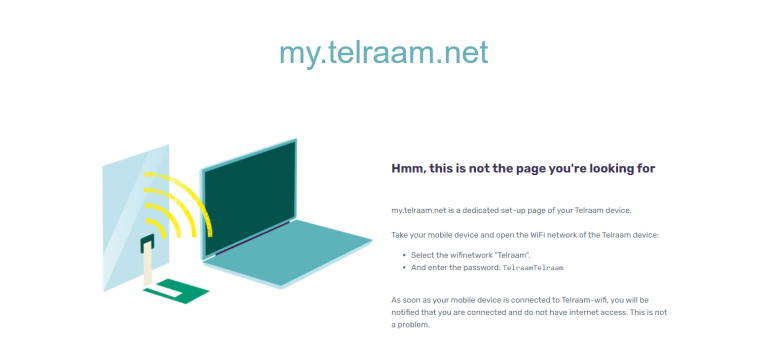 my.telraam.net
Hmm, this is not the page you're looking for
my.telraam.net is a dedicated set-up page of your Telraam device.
Take your mobile device and open the WiFi network of the Telraam device:
• Select the wifinetwork "Telraam".
• And enter the password: TelraamTelraam
As soon as your mobile device is connected to Telraam-wifi, you will be
notified that you are connected and do not have internet access. This is not
a problem.